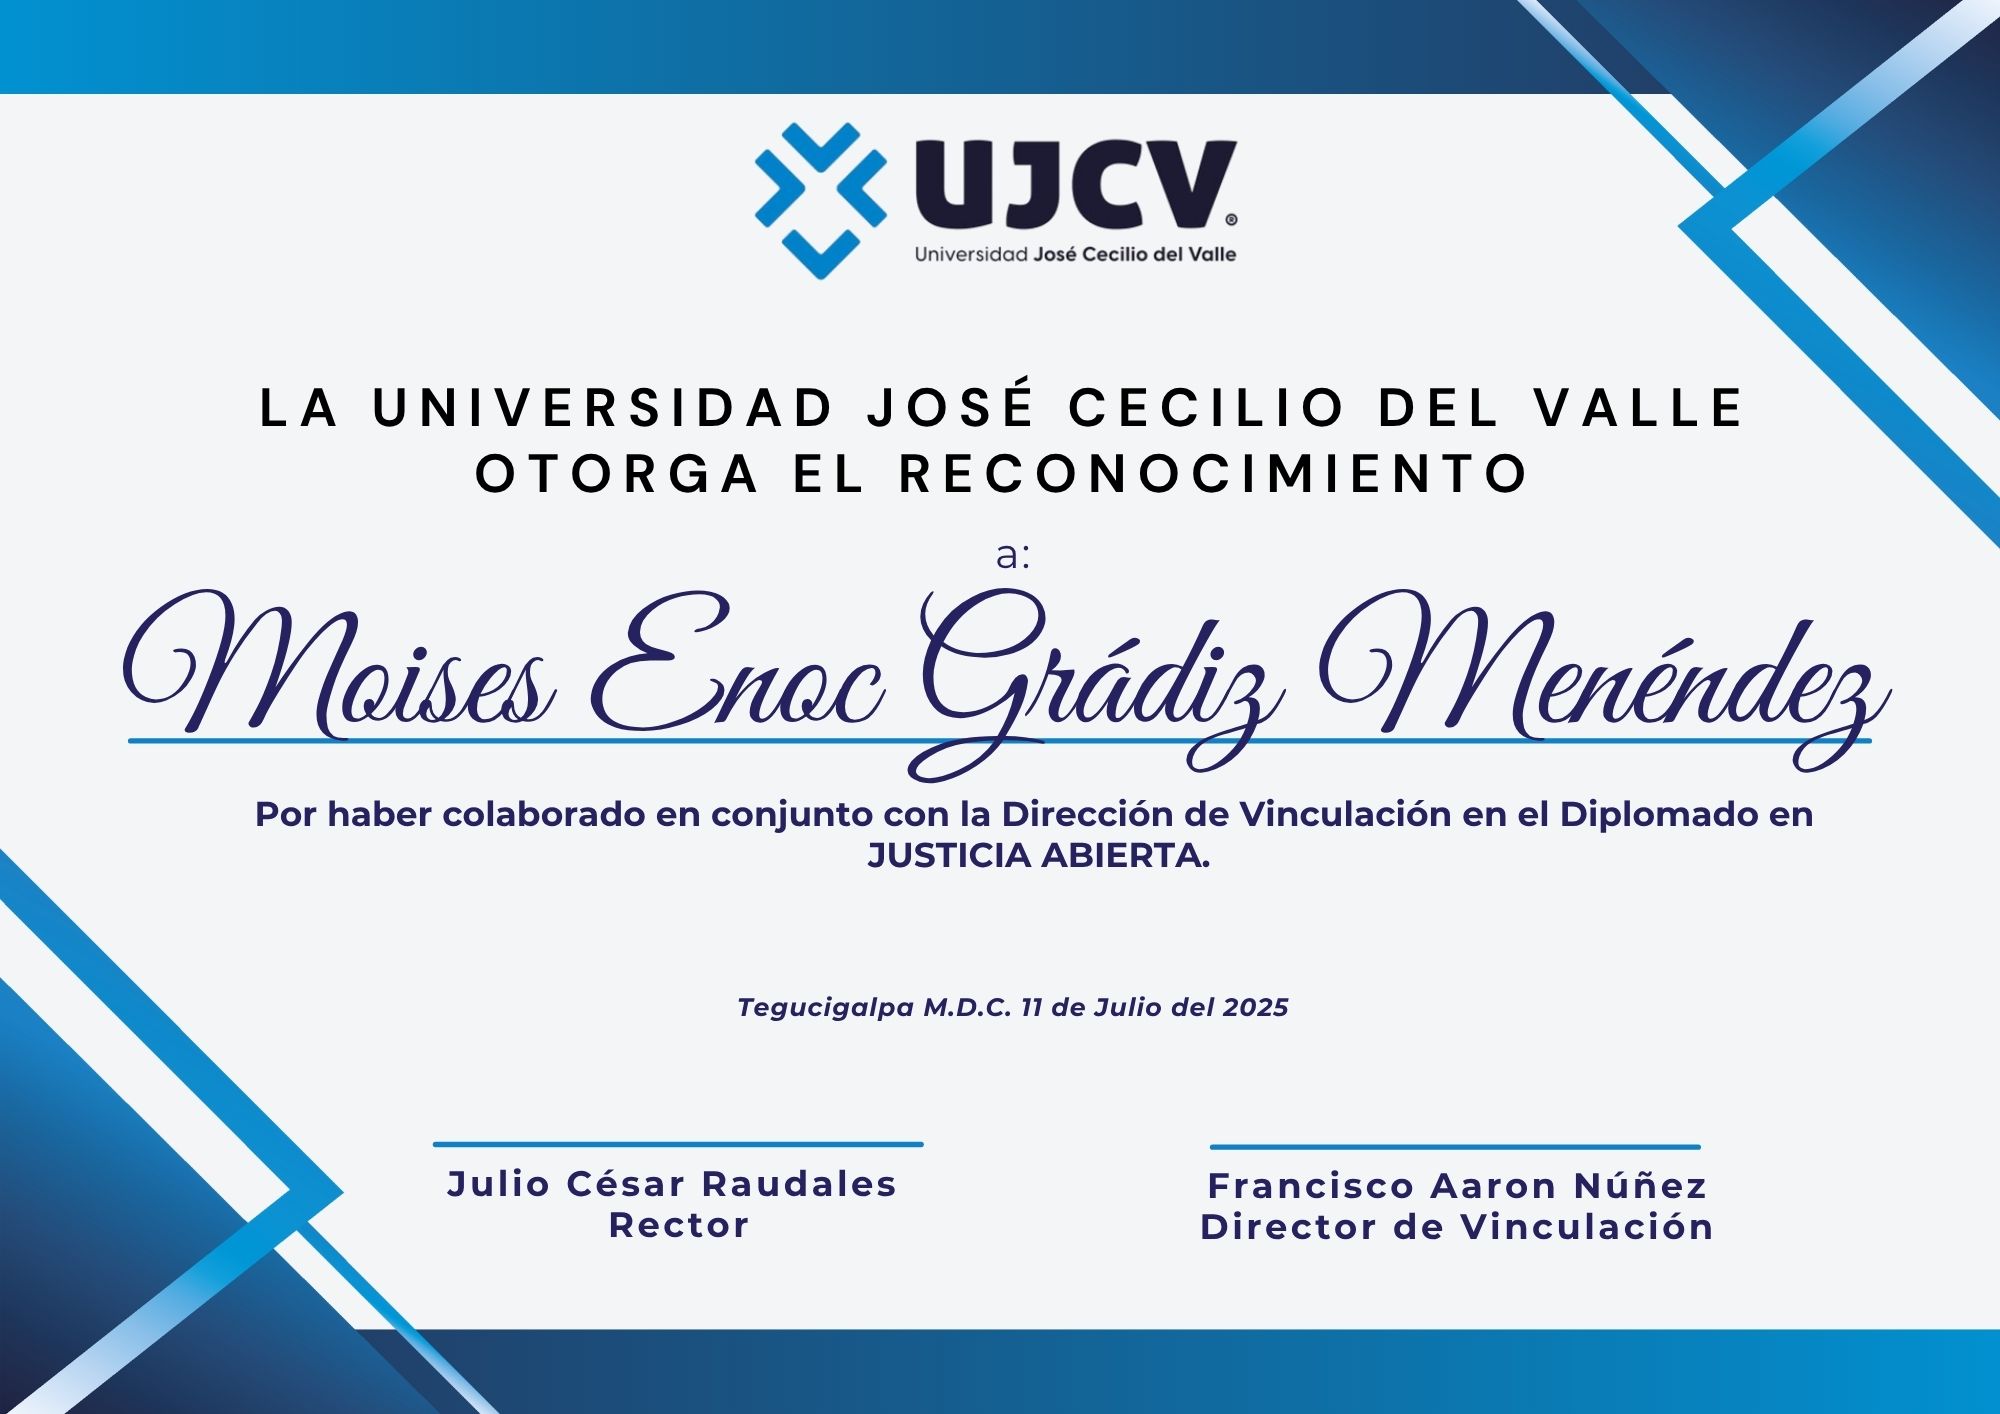 UJCV®
Universidad José Cecilio del Valle
LA UNIVERSIDAD JOSÉ CECILIO DEL VALLE
OTORGA EL RECONOCIMIENTO
a:
Moises Enoc Grádiz Menéndez
Por haber colaborado en conjunto con la Dirección de Vinculación en el Diplomado en
JUSTICIA ABIERTA.
Tegucigalpa M.D.C. 11 de Julio del 2025
Julio César Raudales
Rector
Francisco Aaron Núñez
Director de Vinculación